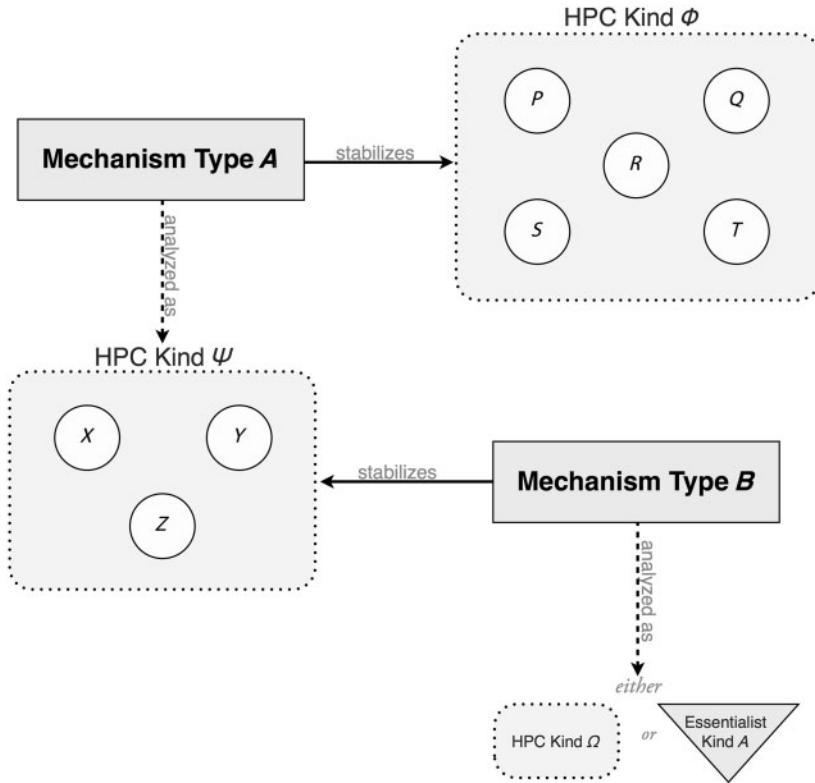 HPC Kind Φ
P
Q
Mechanism Type A
stabilizes
R
S
T
analyzed as
HPC Kind Ψ
X
Y
Z
stabilizes
Mechanism Type B
analyzed as
either
HPC Kind Ω
or
Essentialist
Kind A